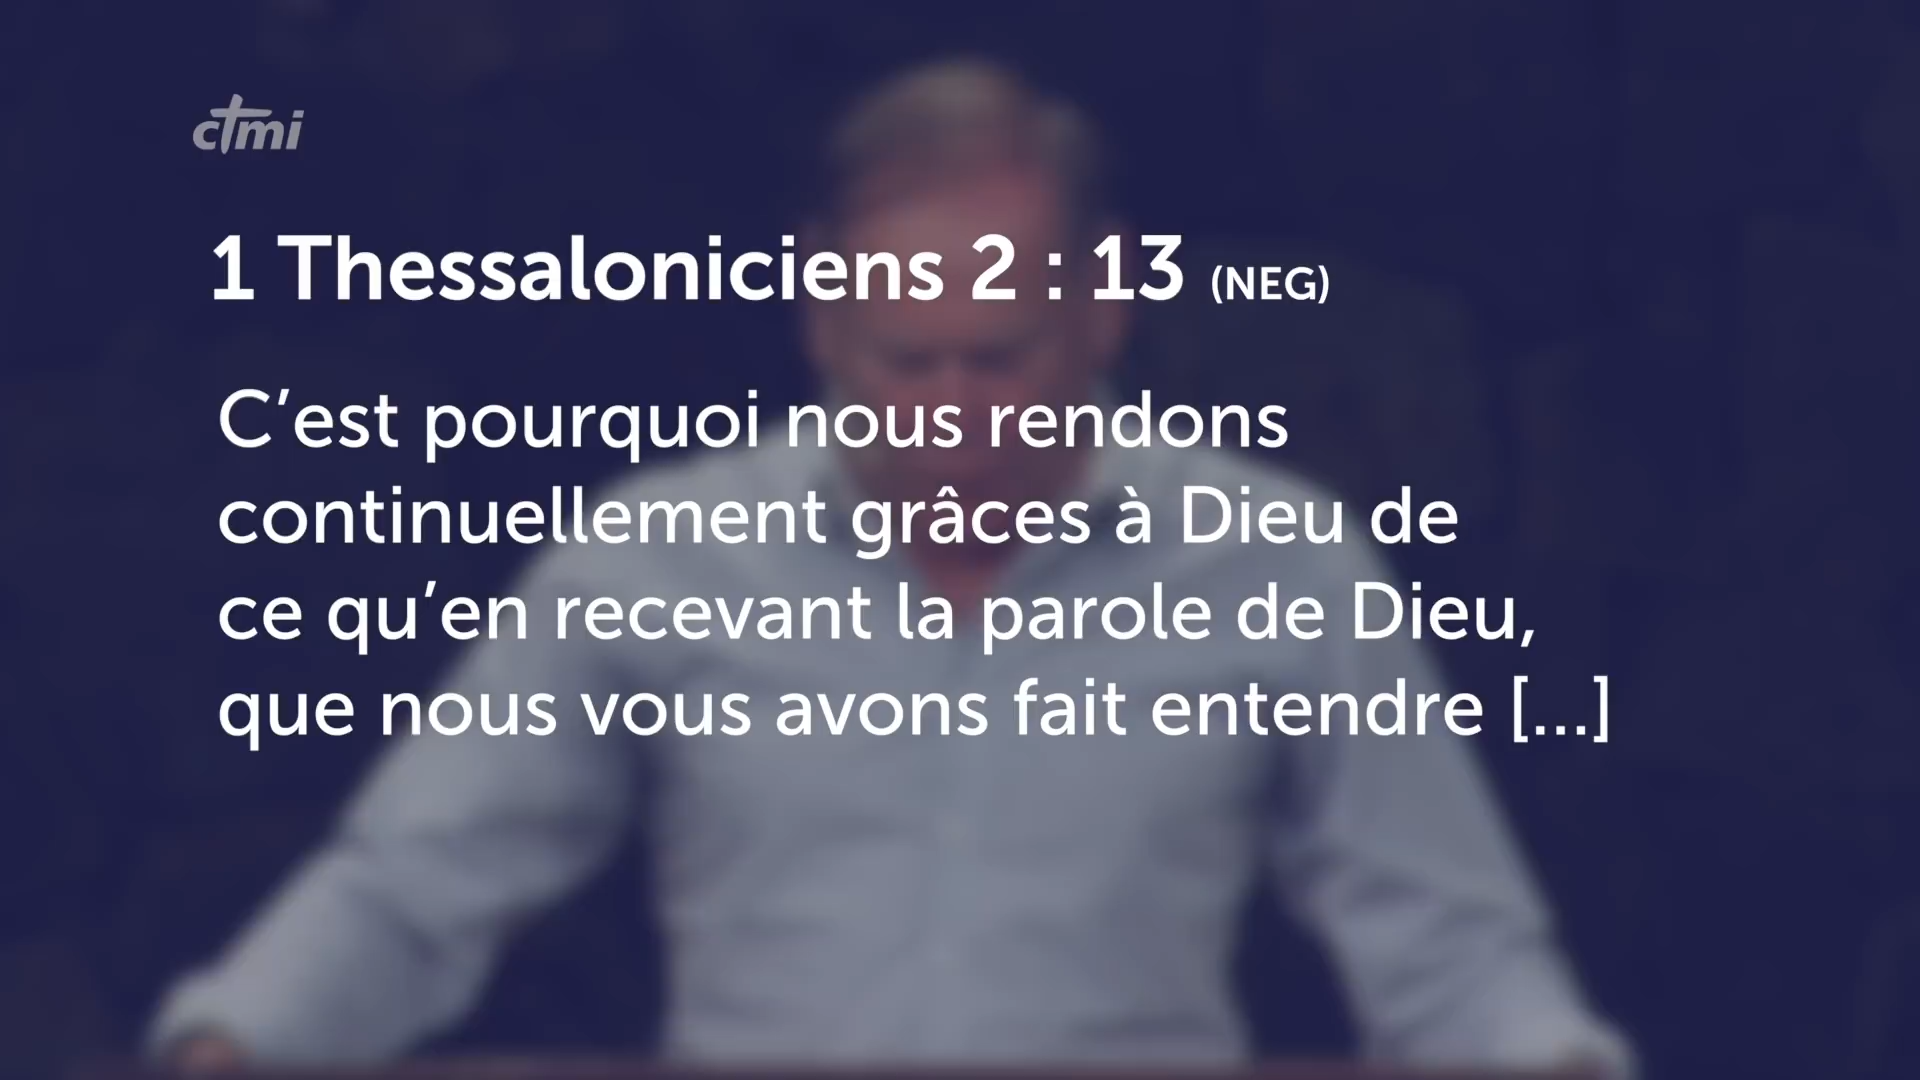 cTmi
1 Thessaloniciens 2 : 13 (NEG)
C’est pourquoi nous rendons
continuellement grâces à Dieu de
ce qu’en recevant la parole de Dieu,
que nous vous avons fait entendre [...]